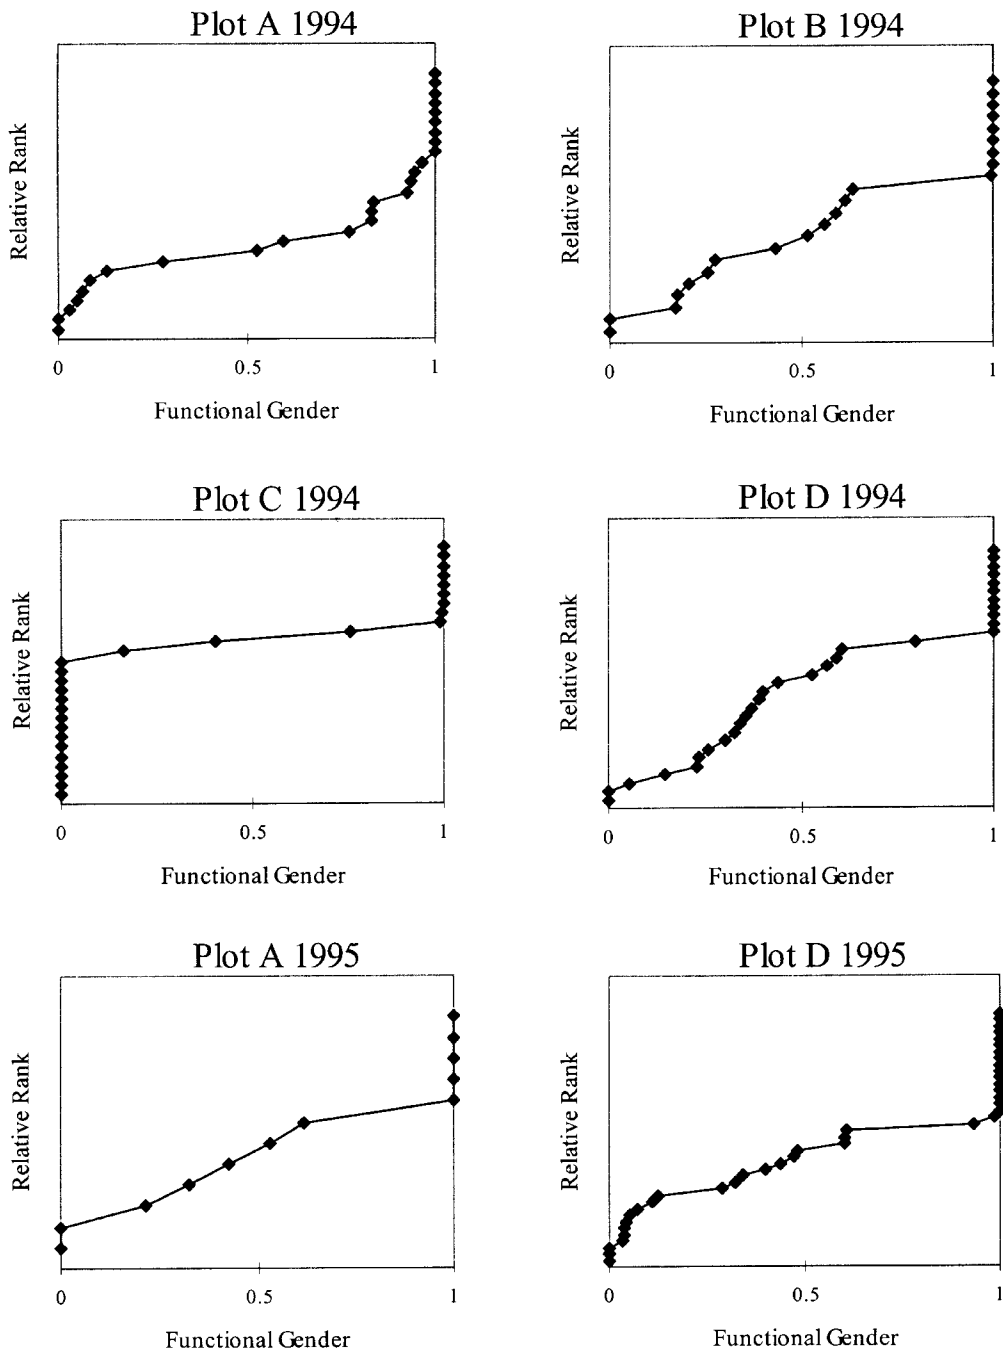 Plot A 1994
Relative Rank
0 0.5 1
Functional Gender
Plot B 1994
Relative Rank
0 0.5 1
Functional Gender
Plot C 1994
Relative Rank
0 0.5 1
Functional Gender
Plot D 1994
Relative Rank
0 0.5 1
Functional Gender
Plot A 1995
Relative Rank
0 0.5 1
Functional Gender
Plot D 1995
Relative Rank
0 0.5 1
Functional Gender